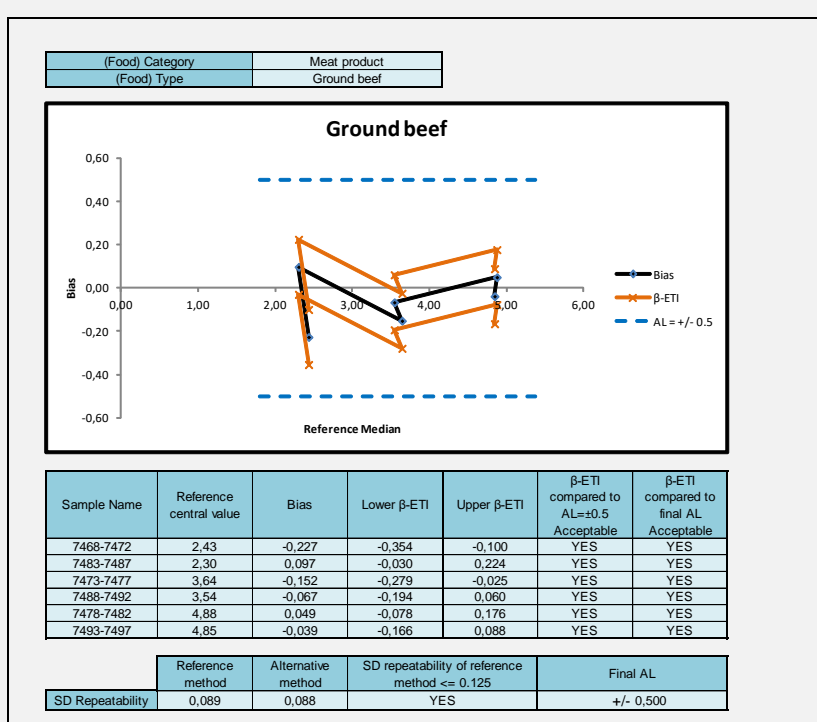 (Food) Category Meat product
(Food) Type Ground beef
Ground beef
0,60
0,40
0,20
0,00
-0,20
-0,40
-0,60
0,00 1,00 2,00 3,00 4,00 5,00 6,00
Bias
Reference Median
Bias
β-ETI
AL = +/- 0.5
Sample Name Reference central value Bias Lower β-ETI Upper β-ETI β-ETI compared to AL=±0.5 Acceptable β-ETI compared to final AL Acceptable
7468-7472 2,43 -0,227 -0,354 -0,100 YES YES
7483-7487 2,30 0,097 -0,030 0,224 YES YES
7473-7477 3,64 -0,152 -0,279 -0,025 YES YES
7488-7492 3,54 -0,067 -0,194 0,060 YES YES
7478-7482 4,88 0,049 -0,078 0,176 YES YES
7493-7497 4,85 -0,039 -0,166 0,088 YES YES
Reference method Alternative method SD repeatability of reference method <= 0.125 Final AL
SD Repeatability 0,089 0,088 YES +/- 0,500